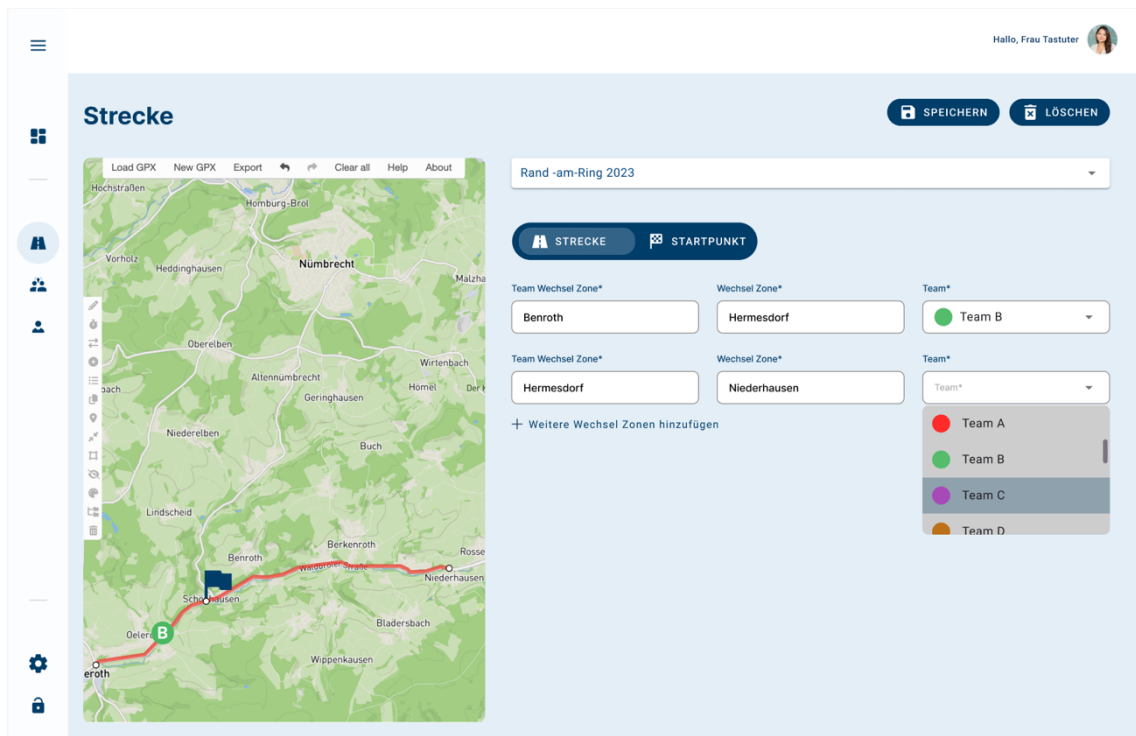 Hallo, Frau Tastuter
Strecke
SPEICHERN
LÖSCHEN
Load GPX New GPX Export Clear all Help About
Hochstraßen
Homburg-Bröl
Vorholz
Heddinghausen
Nümbrecht
Malzha
Oberelben
Wirtenbach
Altennümbrecht
bach
Homel
Der
Geringhausen
Niederelben
Buch
Lindscheid
Berkenroth
Rosse
Benroth
Waldbröler Straße
Niederhausen
Bladersbach
B
Wippenkausen
eroth
Rand -am-Ring 2023
STRECKE STARTPUNKT
Team Wechsel Zone* Wechsel Zone* Team*
Benroth Hermesdorf Team B
Team Wechsel Zone* Wechsel Zone* Team*
Hermesdorf Niederhausen Team*
+ Weitere Wechsel Zonen hinzufügen
Team A
Team B
Team C
Team D